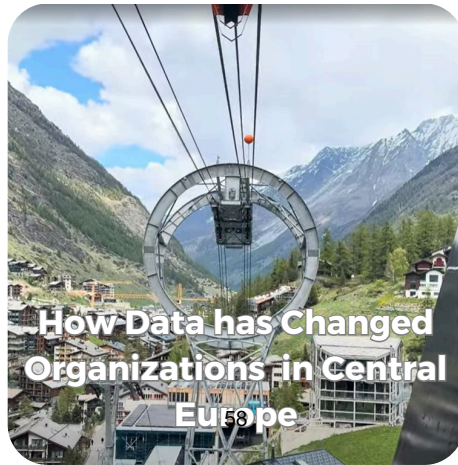 How Data has Changed
Organizations in Central
Europe
58